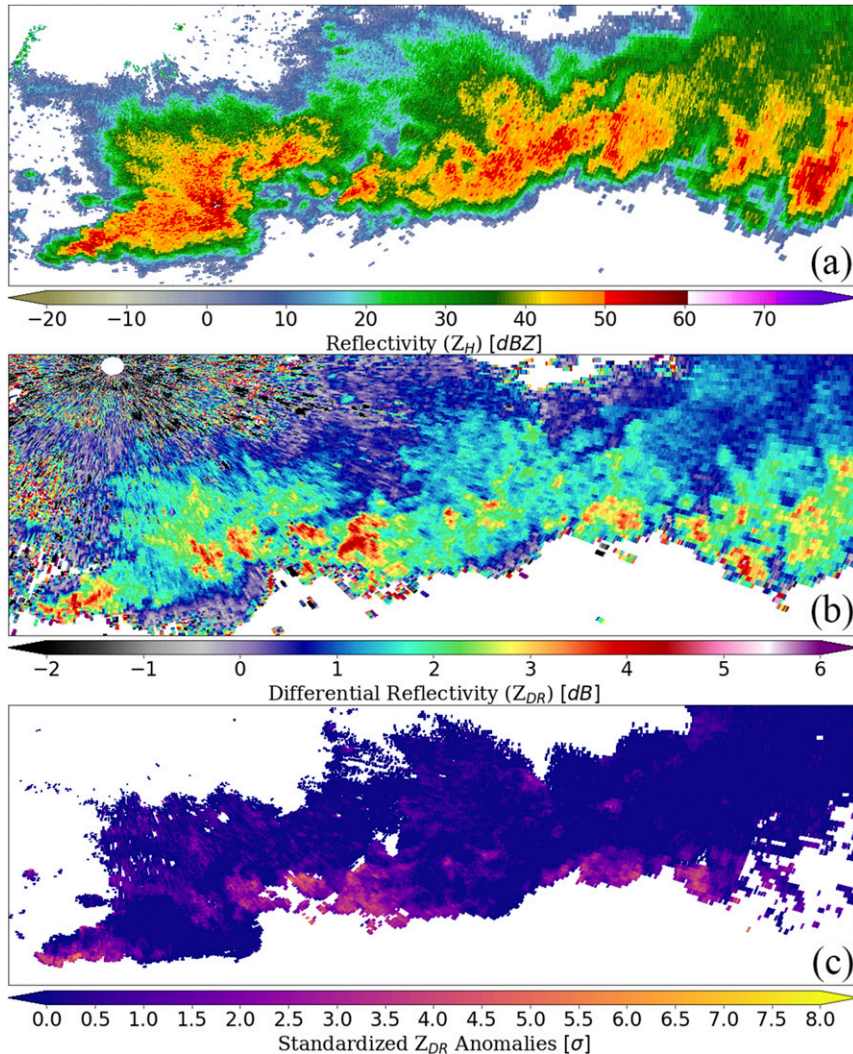 (a)
−20 −10 0 10 20 30 40 50 60 70
Reflectivity (Z_H) [dBZ]
(b)
−2 −1 0 1 2 3 4 5 6
Differential Reflectivity (Z_DR) [dB]
(c)
0.0 0.5 1.0 1.5 2.0 2.5 3.0 3.5 4.0 4.5 5.0 5.5 6.0 6.5 7.0 7.5 8.0
Standardized Z_DR Anomalies [σ]